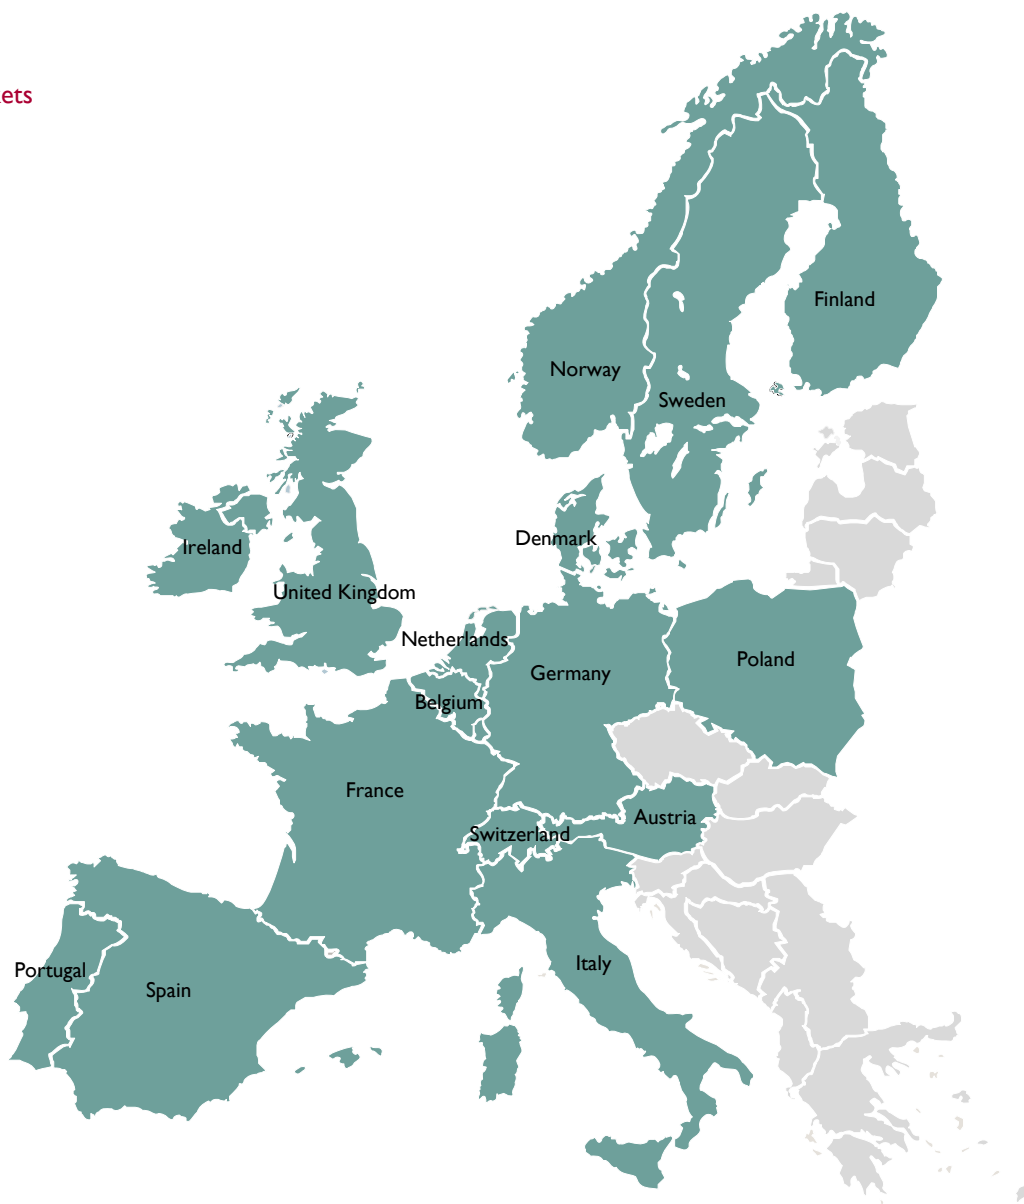 ets
Finland
Norway
Sweden
Denmark
Ireland
United Kingdom
Netherlands
Poland
Germany
Belgium
France
Austria
Switzerland
Italy
Portugal
Spain